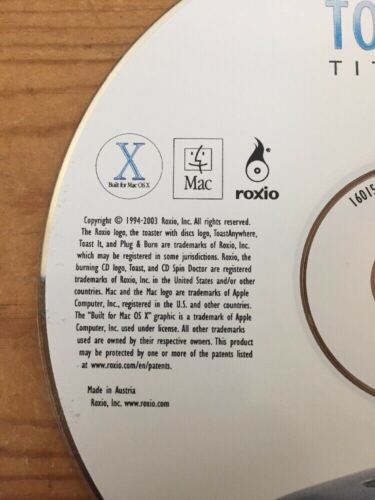 TO
TIT
X
Built for Mac OS X
Mac
roxio
16015
Copyright © 1994-2003 Roxio, Inc. All rights reserved.
The Roxio logo, the toaster with discs logo, ToastAnywhere,
Toast It, and Plug & Burn are trademarks of Roxio, Inc.
which may be registered in some jurisdictions. Roxio, the
burning CD logo, Toast, and CD Spin Doctor are registered
trademarks of Roxio, Inc. in the United States and/or other
countries. Mac and the Mac logo are trademarks of Apple
Computer, Inc., registered in the U.S. and other countries.
The "Built for Mac OS X" graphic is a trademark of Apple
Computer, Inc. used under license. All other trademarks
used are owned by their respective owners. This product
may be protected by one or more of the patents listed
at www.roxio.com/en/patents.
Made in Austria
Roxio, Inc. www.roxio.com